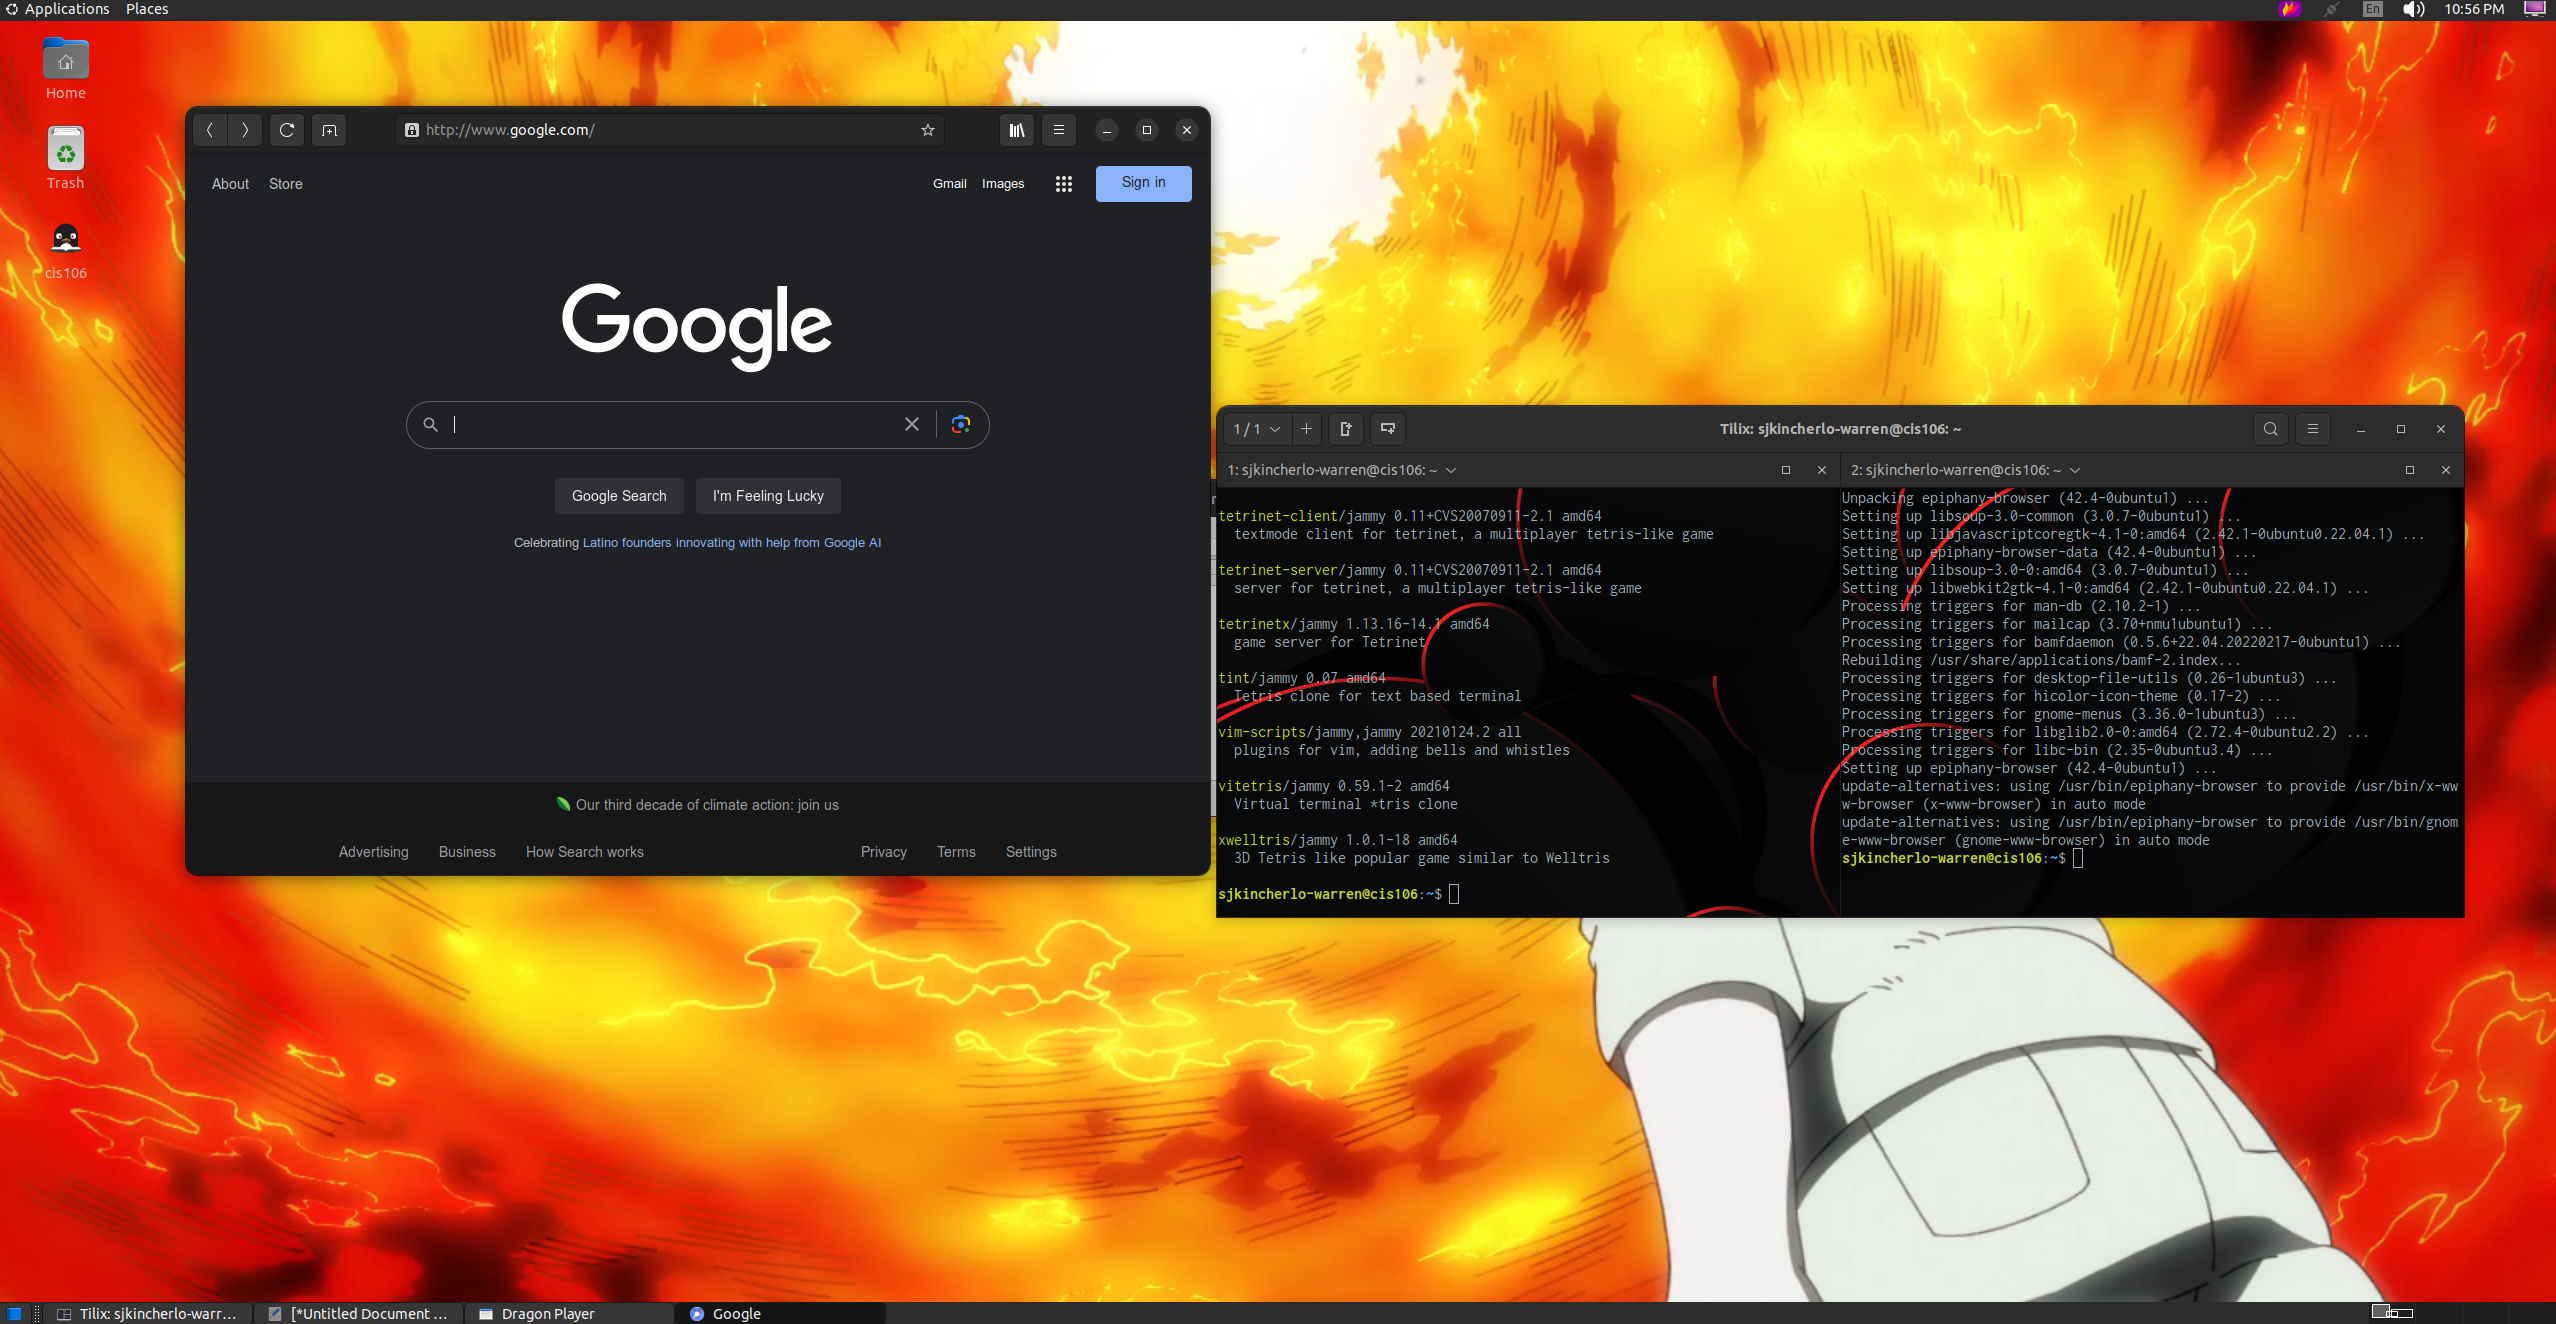 Applications Places
En 10:56 PM
Home
Trash
cis106
http://www.google.com/
About Store
Gmail Images Sign in
Google
Google Search I'm Feeling Lucky
Celebrating Latino founders innovating with help from Google AI
Our third decade of climate action: join us
Advertising Business How Search works Privacy Terms Settings
1 / 1 Tilix: sjkincherlo-warren@cis106: ~
1: sjkincherlo-warren@cis106: ~
tetrinet-client/jammy 0.11+CVS20070911-2.1 amd64
textmode client for tetrinet, a multiplayer tetris-like game
tetrinet-server/jammy 0.11+CVS20070911-2.1 amd64
server for tetrinet, a multiplayer tetris-like game
tetrinetx/jammy 1.13.16-14.1 amd64
game server for Tetrinet
tint/jammy 0.07 amd64
Tetris clone for text based terminal
vim-scripts/jammy,jammy 20210124.2 all
plugins for vim, adding bells and whistles
vitetris/jammy 0.59.1-2 amd64
Virtual terminal *tris clone
xwelltris/jammy 1.0.1-18 amd64
3D Tetris like popular game similar to Welltris
sjkincherlo-warren@cis106:~$
2: sjkincherlo-warren@cis106: ~
Unpacking epiphany-browser (42.4-0ubuntu1) ...
Setting up libsoup-3.0-common (3.0.7-0ubuntu1) ...
Setting up libjavascriptcoregtk-4.1-0:amd64 (2.42.1-0ubuntu0.22.04.1) ...
Setting up epiphany-browser-data (42.4-0ubuntu1) ...
Setting up libsoup-3.0-0:amd64 (3.0.7-0ubuntu1) ...
Setting up libwebkit2gtk-4.1-0:amd64 (2.42.1-0ubuntu0.22.04.1) ...
Processing triggers for man-db (2.10.2-1) ...
Processing triggers for mailcap (3.70+nmu1ubuntu1) ...
Processing triggers for bamfdaemon (0.5.6+22.04.20220217-0ubuntu1) ...
Rebuilding /usr/share/applications/bamf-2.index...
Processing triggers for desktop-file-utils (0.26-1ubuntu3) ...
Processing triggers for hicolor-icon-theme (0.17-2) ...
Processing triggers for gnome-menus (3.36.0-1ubuntu3) ...
Processing triggers for libglib2.0-0:amd64 (2.72.4-0ubuntu2.2) ...
Processing triggers for libc-bin (2.35-0ubuntu3.4) ...
Setting up epiphany-browser (42.4-0ubuntu1) ...
update-alternatives: using /usr/bin/epiphany-browser to provide /usr/bin/x-ww
w-browser (x-www-browser) in auto mode
update-alternatives: using /usr/bin/epiphany-browser to provide /usr/bin/gnom
e-www-browser (gnome-www-browser) in auto mode
sjkincherlo-warren@cis106:~$
Tilix: sjkincherlo-warr... [*Untitled Document ... Dragon Player Google